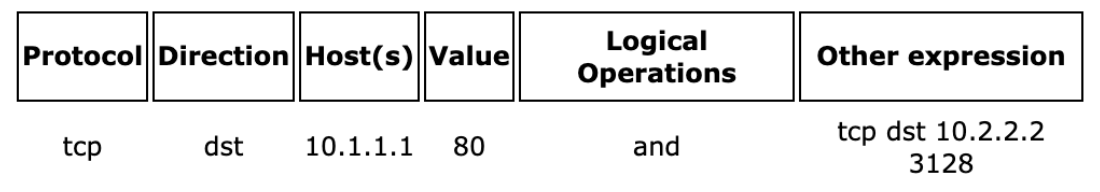 Protocol Direction Host(s) Value Logical Operations Other expression
tcp dst 10.1.1.1 80 and tcp dst 10.2.2.2 3128